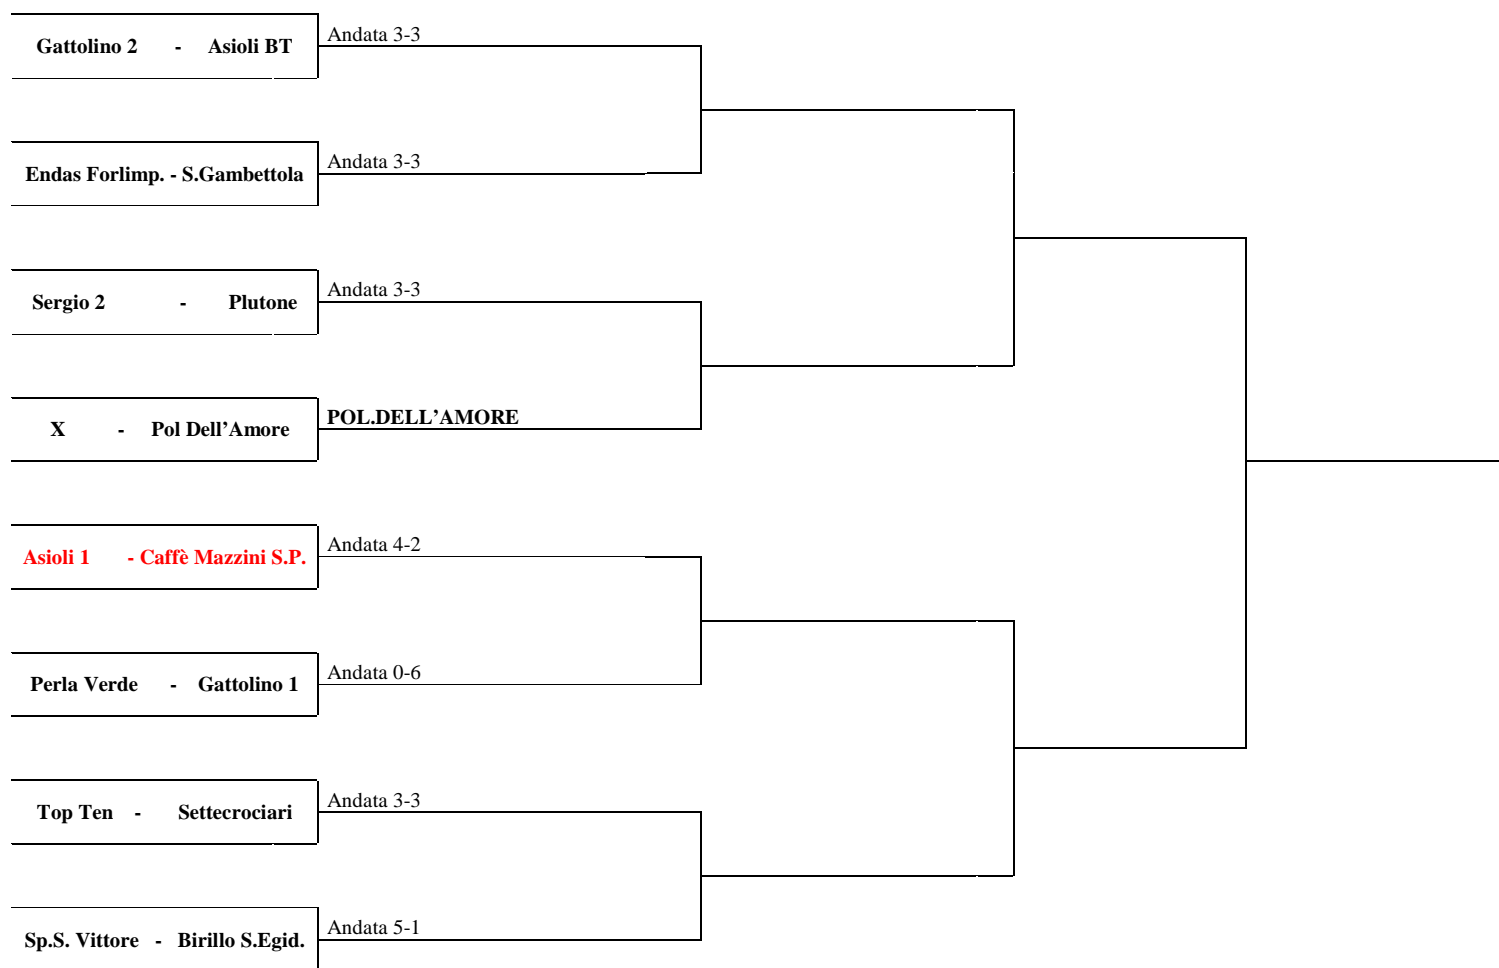 Andata 3-3
Gattolino 2 - Asioli BT
Andata 3-3
Endas Forlimp. - S.Gambettola
Andata 3-3
Sergio 2 - Plutone
POL.DELL’AMORE
X - Pol Dell’Amore
Andata 4-2
Asioli 1 - Caffè Mazzini S.P.
Andata 0-6
Perla Verde - Gattolino 1
Andata 3-3
Top Ten - Settecrociari
Andata 5-1
Sp.S. Vittore - Birillo S.Egid.